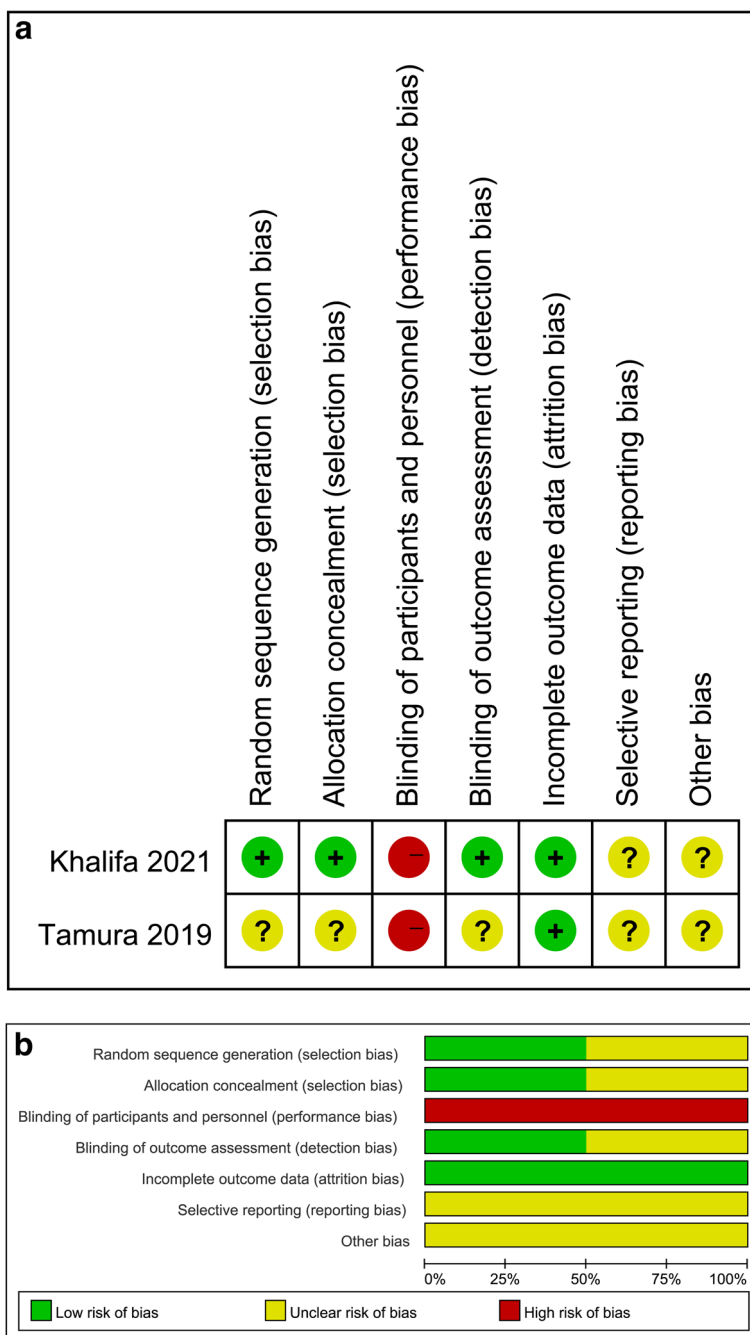 a
Random sequence generation (selection bias)
Allocation concealment (selection bias)
Blinding of participants and personnel (performance bias)
Blinding of outcome assessment (detection bias)
Incomplete outcome data (attrition bias)
Selective reporting (reporting bias)
Other bias
Khalifa 2021 + + – + + ? ?
Tamura 2019 ? ? – ? + ? ?
b
Random sequence generation (selection bias)
Allocation concealment (selection bias)
Blinding of participants and personnel (performance bias)
Blinding of outcome assessment (detection bias)
Incomplete outcome data (attrition bias)
Selective reporting (reporting bias)
Other bias
0% 25% 50% 75% 100%
Low risk of bias Unclear risk of bias High risk of bias